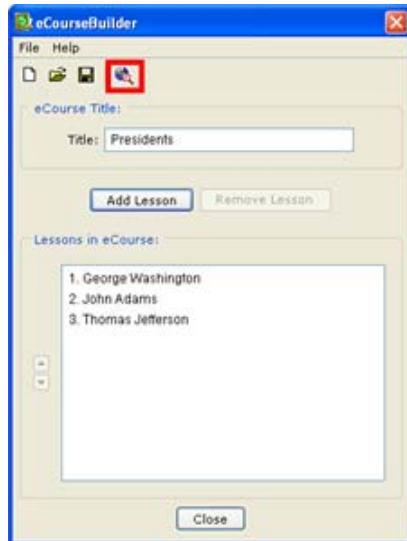 eCourseBuilder
File Help
eCourse Title:
Title: Presidents
Add Lesson Remove Lesson
Lessons in eCourse:
1. George Washington
2. John Adams
3. Thomas Jefferson
Close